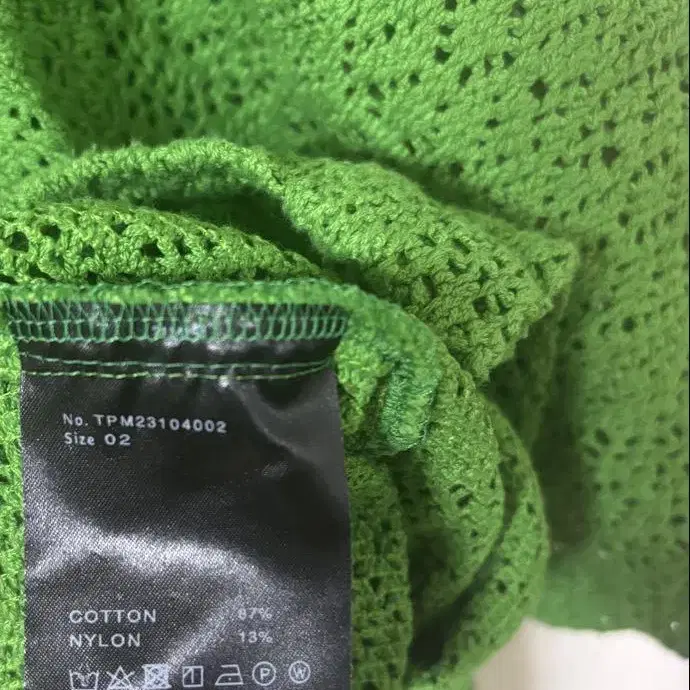 No. TPM23104002
Size 02
COTTON 87%
NYLON 13%
P
W